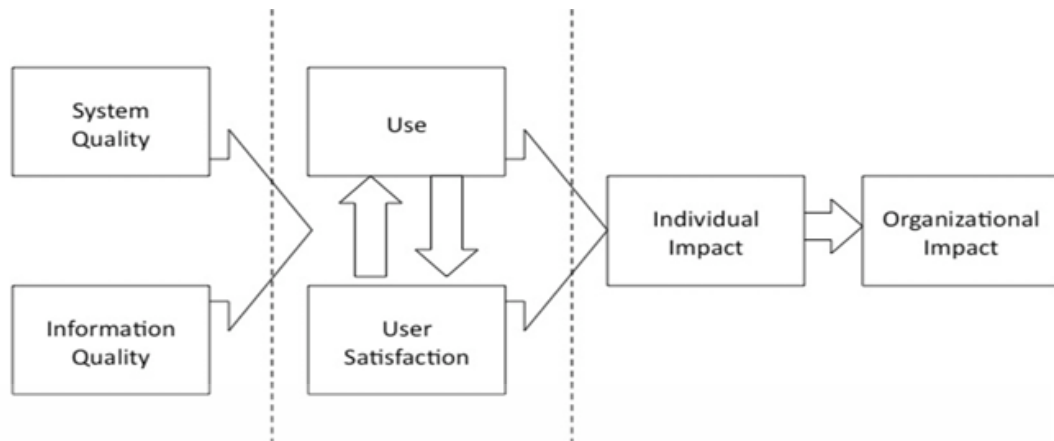 System
Quality
Use
Individual
Impact
Organizational
Impact
Information
Quality
User
Satisfaction